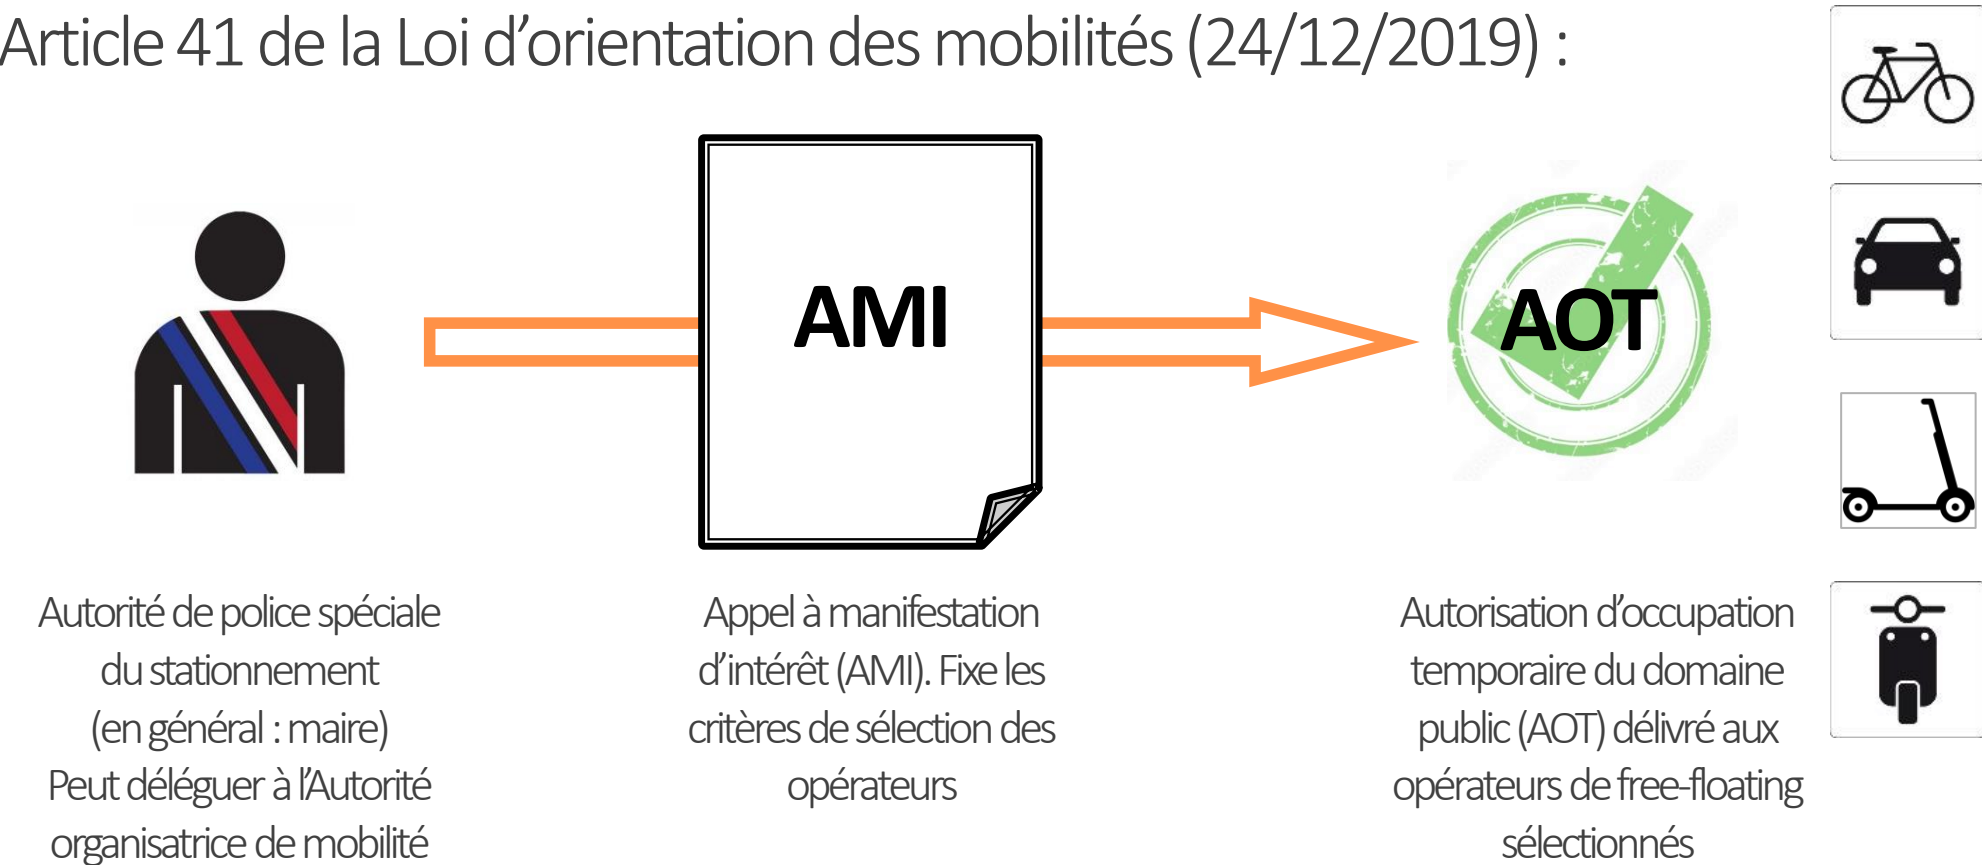 Article 41 de la Loi d’orientation des mobilités (24/12/2019) :
AMI
AOT
Autorité de police spéciale
du stationnement
(en général : maire)
Peut déléguer à l’Autorité
organisatrice de mobilité
Appel à manifestation
d’intérêt (AMI). Fixe les
critères de sélection des
opérateurs
Autorisation d’occupation
temporaire du domaine
public (AOT) délivré aux
opérateurs de free-floating
sélectionnés